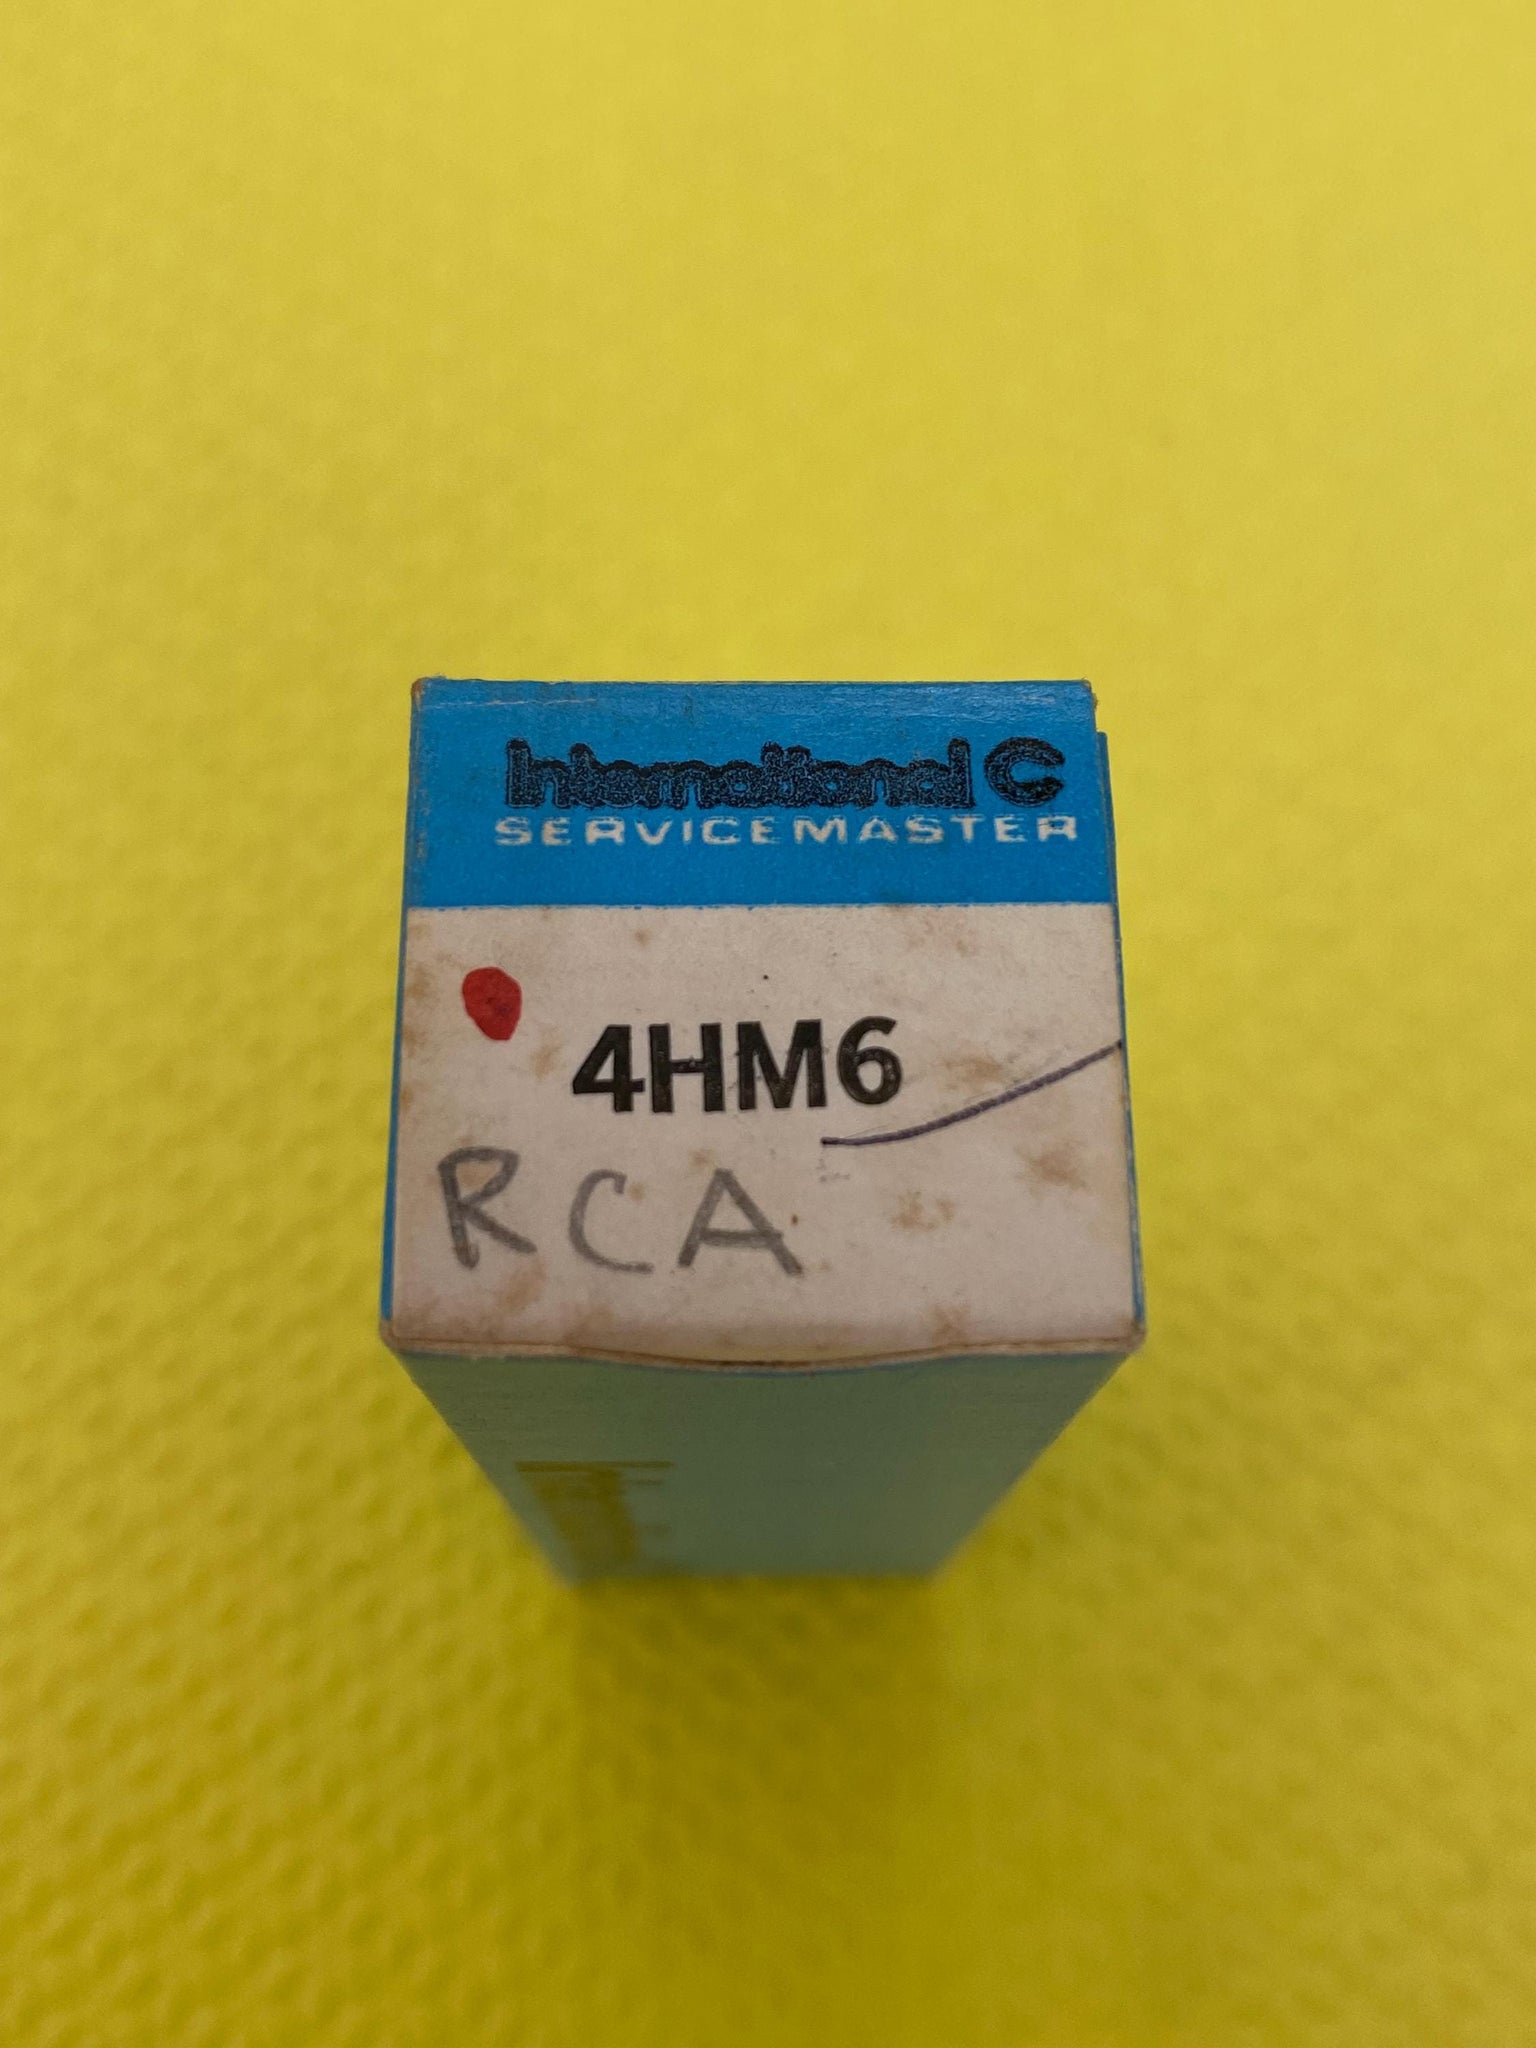 International C
SERVICEMASTER
4HM6
RCA